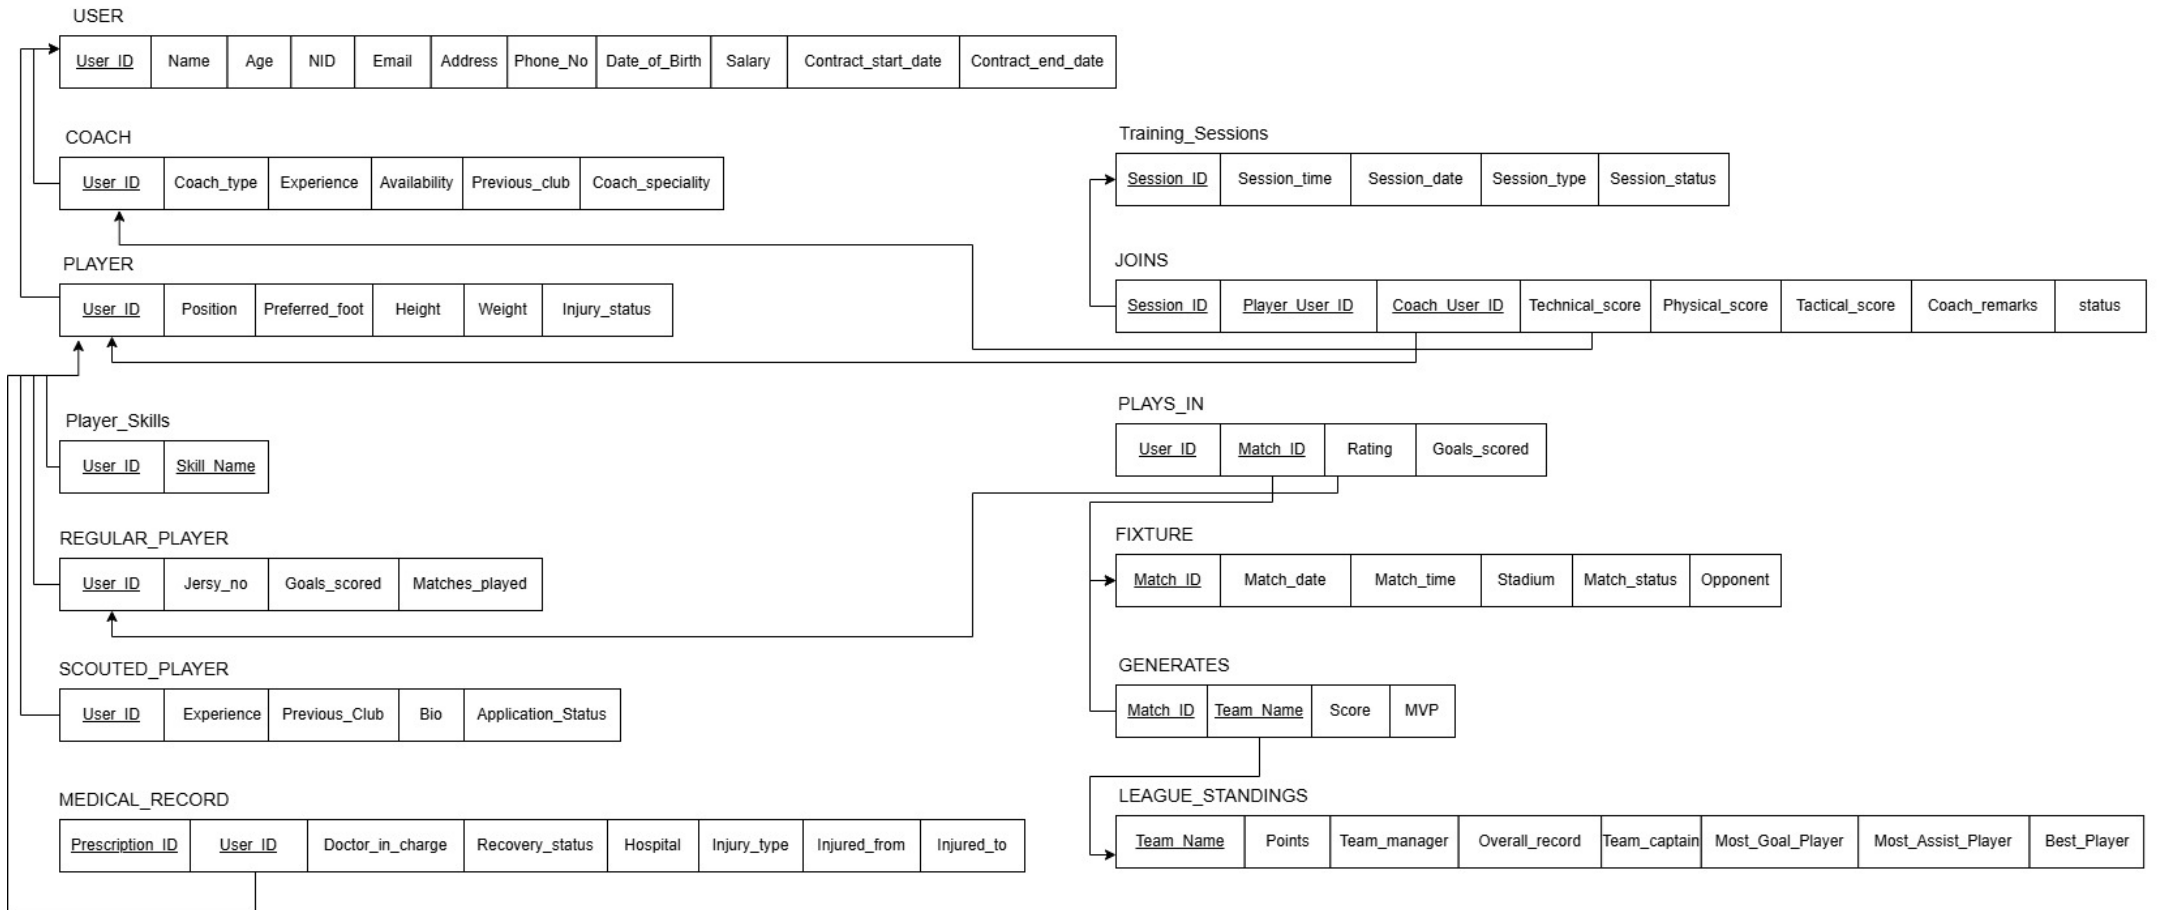 USER
User_ID Name Age NID Email Address Phone_No Date_of_Birth Salary Contract_start_date Contract_end_date
COACH
User_ID Coach_type Experience Availability Previous_club Coach_speciality
PLAYER
User_ID Position Preferred_foot Height Weight Injury_status
Player_Skills
User_ID Skill_Name
REGULAR_PLAYER
User_ID Jersy_no Goals_scored Matches_played
SCOUTED_PLAYER
User_ID Experience Previous_Club Bio Application_Status
MEDICAL_RECORD
Prescription_ID User_ID Doctor_in_charge Recovery_status Hospital Injury_type Injured_from Injured_to
Training_Sessions
Session_ID Session_time Session_date Session_type Session_status
JOINS
Session_ID Player_User_ID Coach_User_ID Technical_score Physical_score Tactical_score Coach_remarks status
PLAYS_IN
User_ID Match_ID Rating Goals_scored
FIXTURE
Match_ID Match_date Match_time Stadium Match_status Opponent
GENERATES
Match_ID Team_Name Score MVP
LEAGUE_STANDINGS
Team_Name Points Team_manager Overall_record Team_captain Most_Goal_Player Most_Assist_Player Best_Player